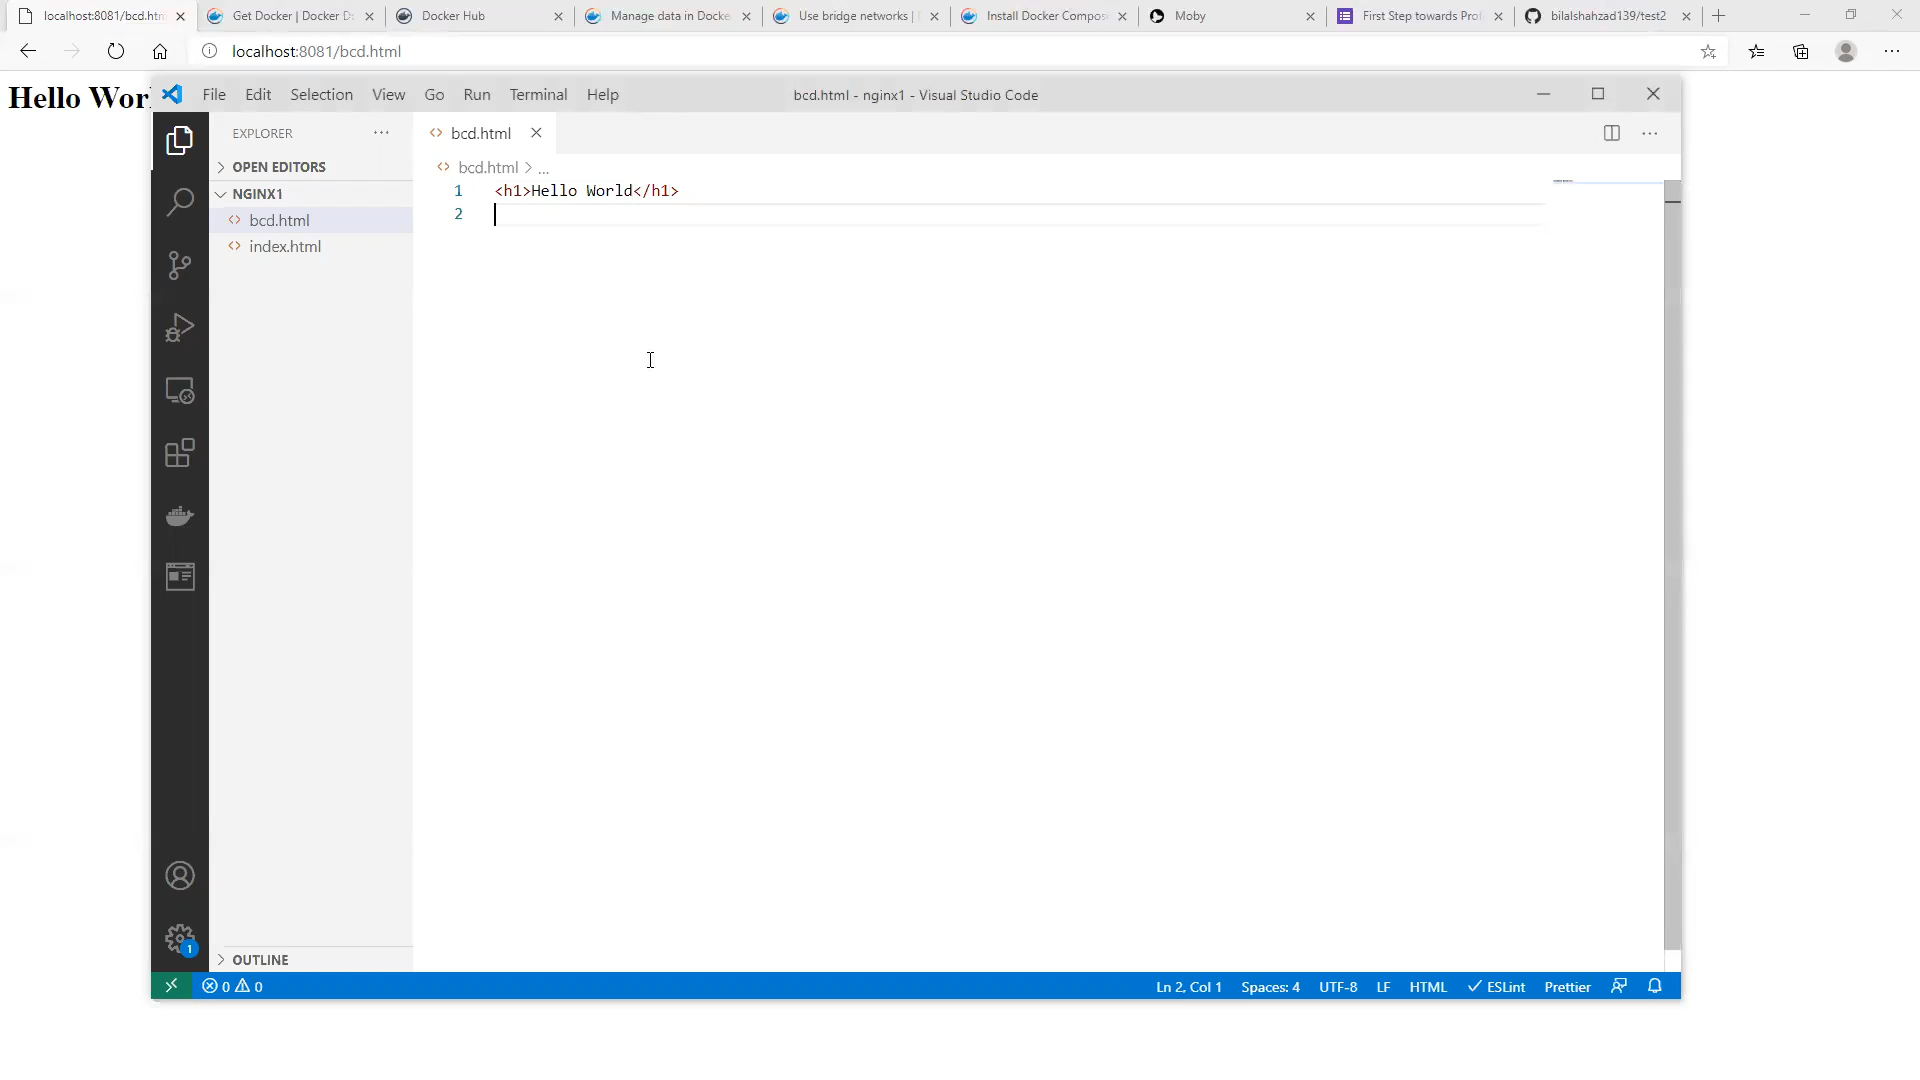 localhost:8081/bcd.htm
Get Docker | Docker D
Docker Hub
Manage data in Docke
Use bridge networks |
Install Docker Compos
Moby
First Step towards Prof
bilalshahzad139/test2
localhost:8081/bcd.html
Hello Worl
File Edit Selection View Go Run Terminal Help
bcd.html - nginx1 - Visual Studio Code
EXPLORER
bcd.html
OPEN EDITORS
bcd.html > ...
NGINX1
1 <h1>Hello World</h1>
bcd.html
2
index.html
1
OUTLINE
0 0
Ln 2, Col 1 Spaces: 4 UTF-8 LF HTML ESLint Prettier